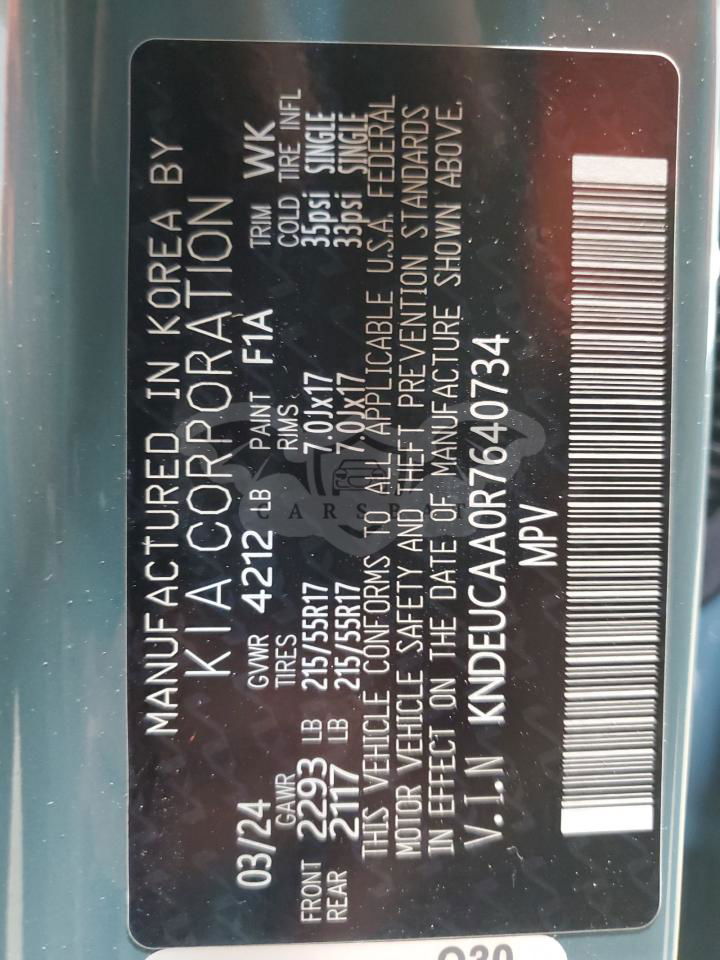 MANUFACTURED IN KOREA BY
KIA CORPORATION
03/24 GVWR 4212 LB PAINT F1A TRIM WK
GAWR TIRES RIMS COLD TIRE INFL
FRONT 2293 LB 215/55R17 7.0Jx17 35psi SINGLE
REAR 2117 LB 215/55R17 7.0Jx17 33psi SINGLE
THIS VEHICLE CONFORMS TO ALL APPLICABLE U.S.A. FEDERAL
MOTOR VEHICLE SAFETY AND THEFT PREVENTION STANDARDS
IN EFFECT ON THE DATE OF MANUFACTURE SHOWN ABOVE.
V.I.N KNDEUCAA0R7640734
MPV